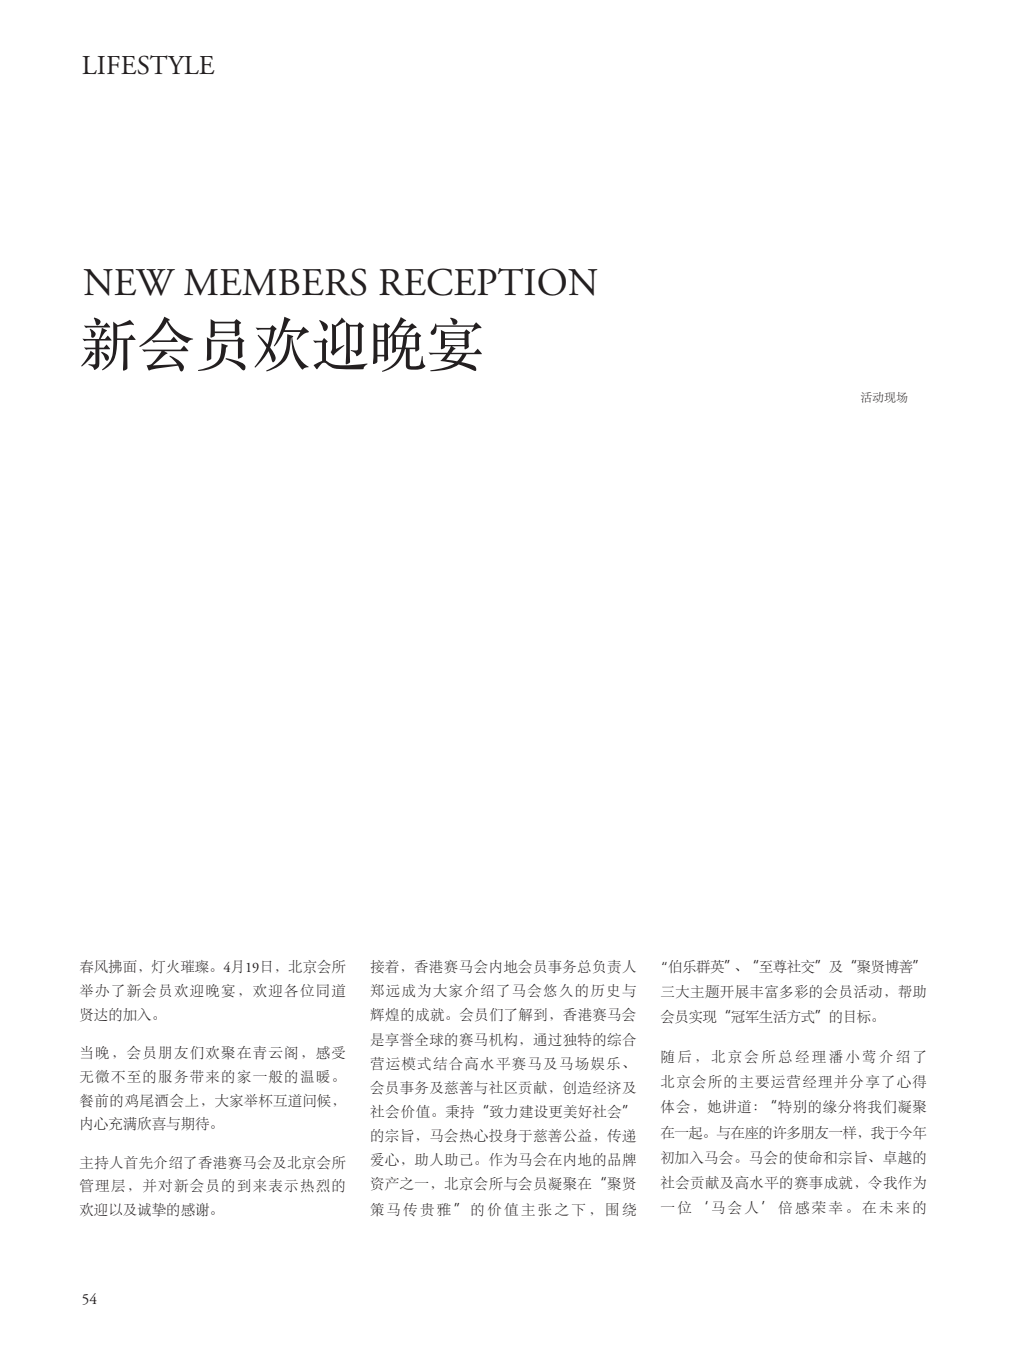 LIFESTYLE
NEW MEMBERS RECEPTION
新会员欢迎晚宴
活动现场
春风拂面，灯火璀璨。4月19日，北京会所
举办了新会员欢迎晚宴，欢迎各位同道
贤达的加入。
当晚，会员朋友们欢聚在青云阁，感受
无微不至的服务带来的家一般的温暖。
餐前的鸡尾酒会上，大家举杯互道问候，
内心充满欣喜与期待。
主持人首先介绍了香港赛马会及北京会所
管理层，并对新会员的到来表示热烈的
欢迎以及诚挚的感谢。
接着，香港赛马会内地会员事务总负责人
郑远成为大家介绍了马会悠久的历史与
辉煌的成就。会员们了解到，香港赛马会
是享誉全球的赛马机构，通过独特的综合
营运模式结合高水平赛马及马场娱乐、
会员事务及慈善与社区贡献，创造经济及
社会价值。秉持“致力建设更美好社会”
的宗旨，马会热心投身于慈善公益，传递
爱心，助人助己。作为马会在内地的品牌
资产之一，北京会所与会员凝聚在“聚贤
策马传贵雅”的价值主张之下，围绕
“伯乐群英”、“至尊社交”及“聚贤博善”
三大主题开展丰富多彩的会员活动，帮助
会员实现“冠军生活方式”的目标。
随后，北京会所总经理潘小莺介绍了
北京会所的主要运营经理并分享了心得
体会，她讲道：“特别的缘分将我们凝聚
在一起。与在座的许多朋友一样，我于今年
初加入马会。马会的使命和宗旨、卓越的
社会贡献及高水平的赛事成就，令我作为
一位‘马会人’倍感荣幸。在未来的
54